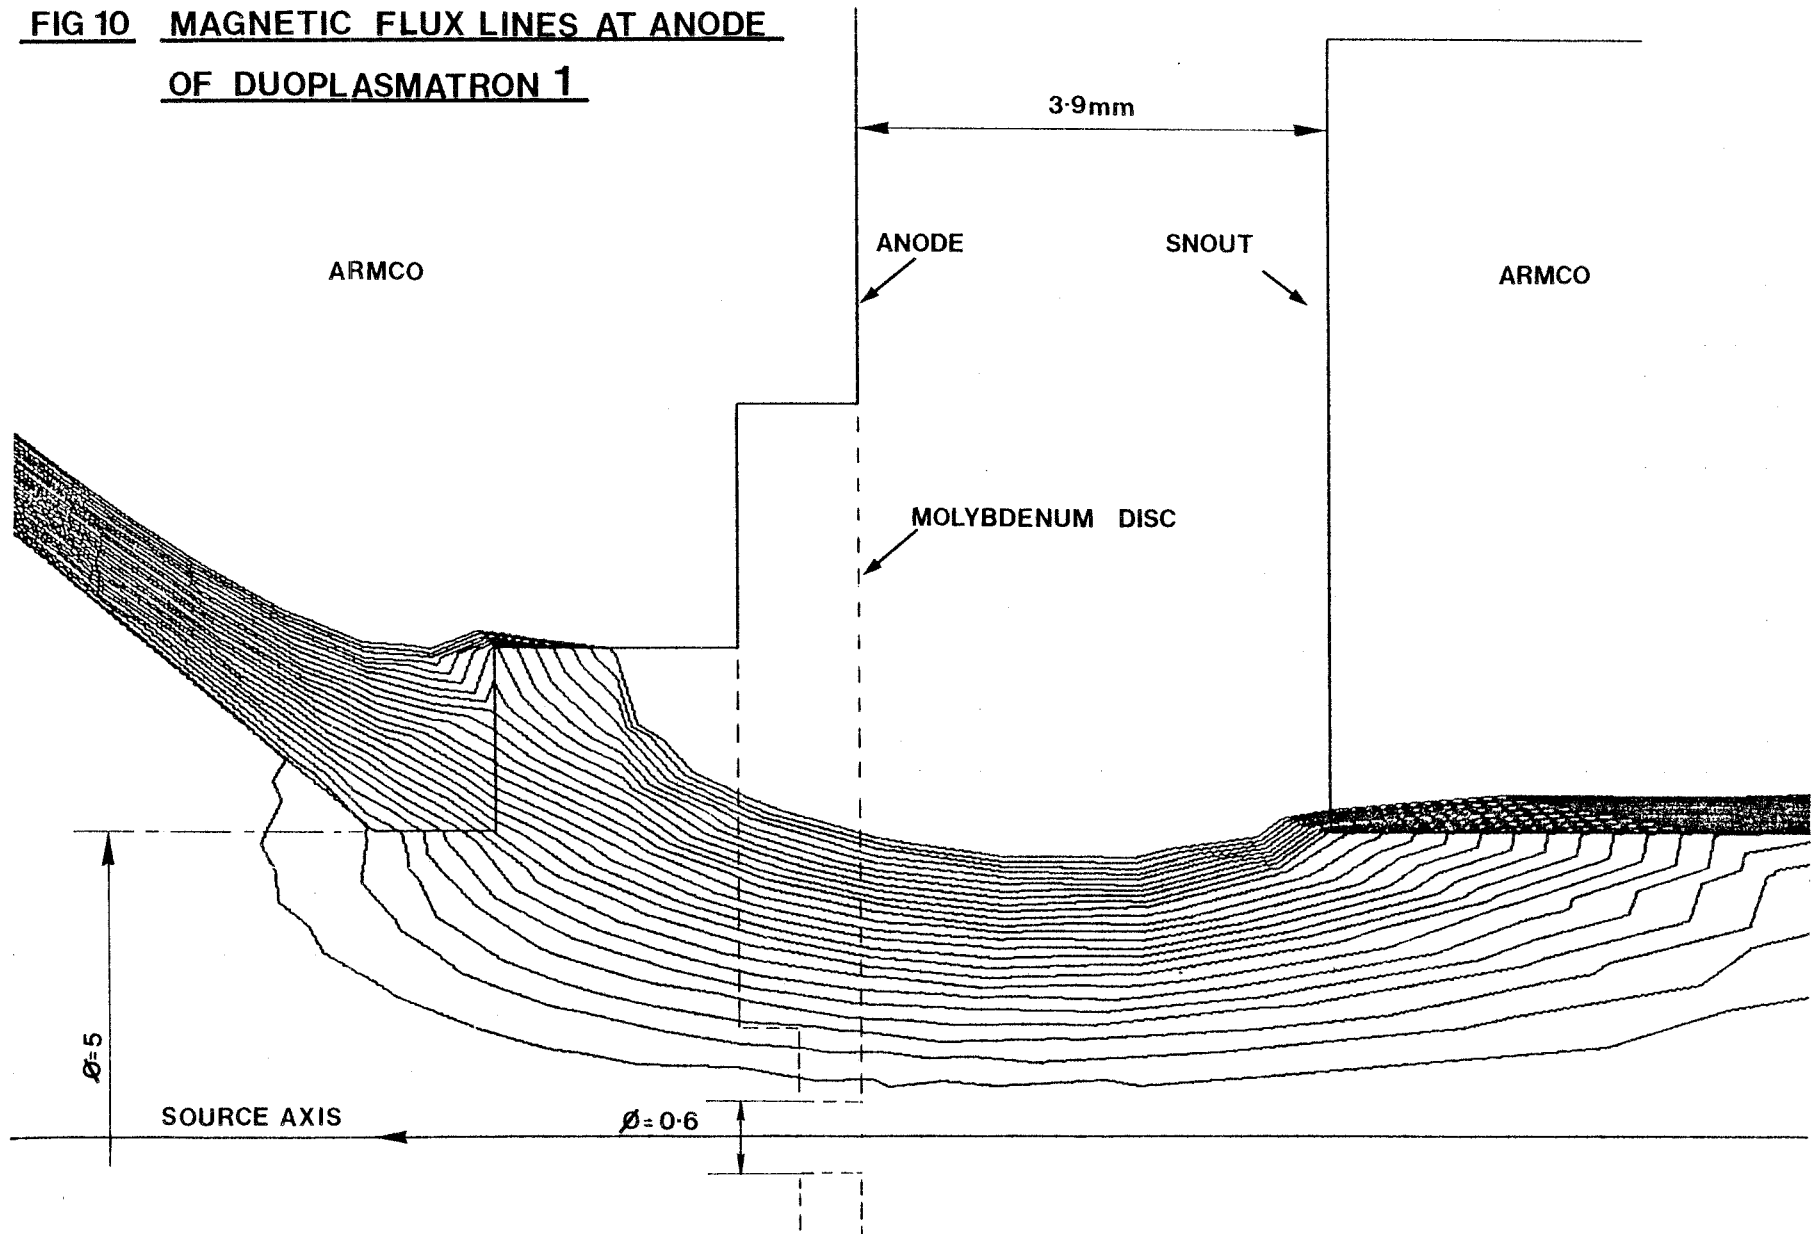 FIG 10 MAGNETIC FLUX LINES AT ANODE
OF DUOPLASMATRON 1
3·9mm
ANODE
SNOUT
ARMCO
ARMCO
MOLYBDENUM DISC
Ø=5
SOURCE AXIS
Ø=0·6